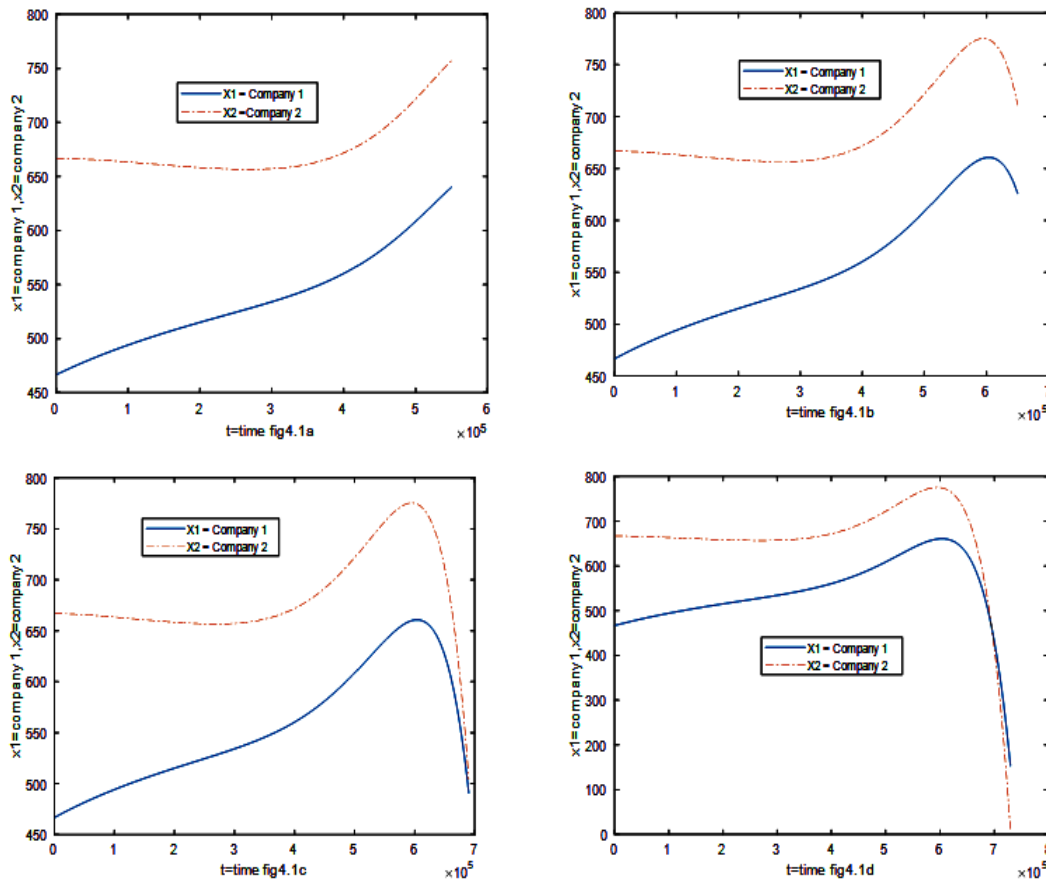 800
750
700
650
600
550
500
450
x1=company 1,x2=company 2
X1 = Company 1
X2 =Company 2
0 1 2 3 4 5 6
×10^5
t=time fig4.1a
800
750
700
650
600
550
500
450
x1=company 1,x2=company 2
X1 = Company 1
X2 = Company 2
0 1 2 3 4 5 6 7
×10^5
t=time fig4.1b
800
750
700
650
600
550
500
450
x1=company 1,x2=company 2
X1 = Company 1
X2 = Company 2
0 1 2 3 4 5 6 7
×10^5
t=time fig4.1c
800
700
600
500
400
300
200
100
0
x1=company 1,x2=company 2
X1 = Company 1
X2 = Company 2
0 1 2 3 4 5 6 7 8
×10^5
t=time fig4.1d